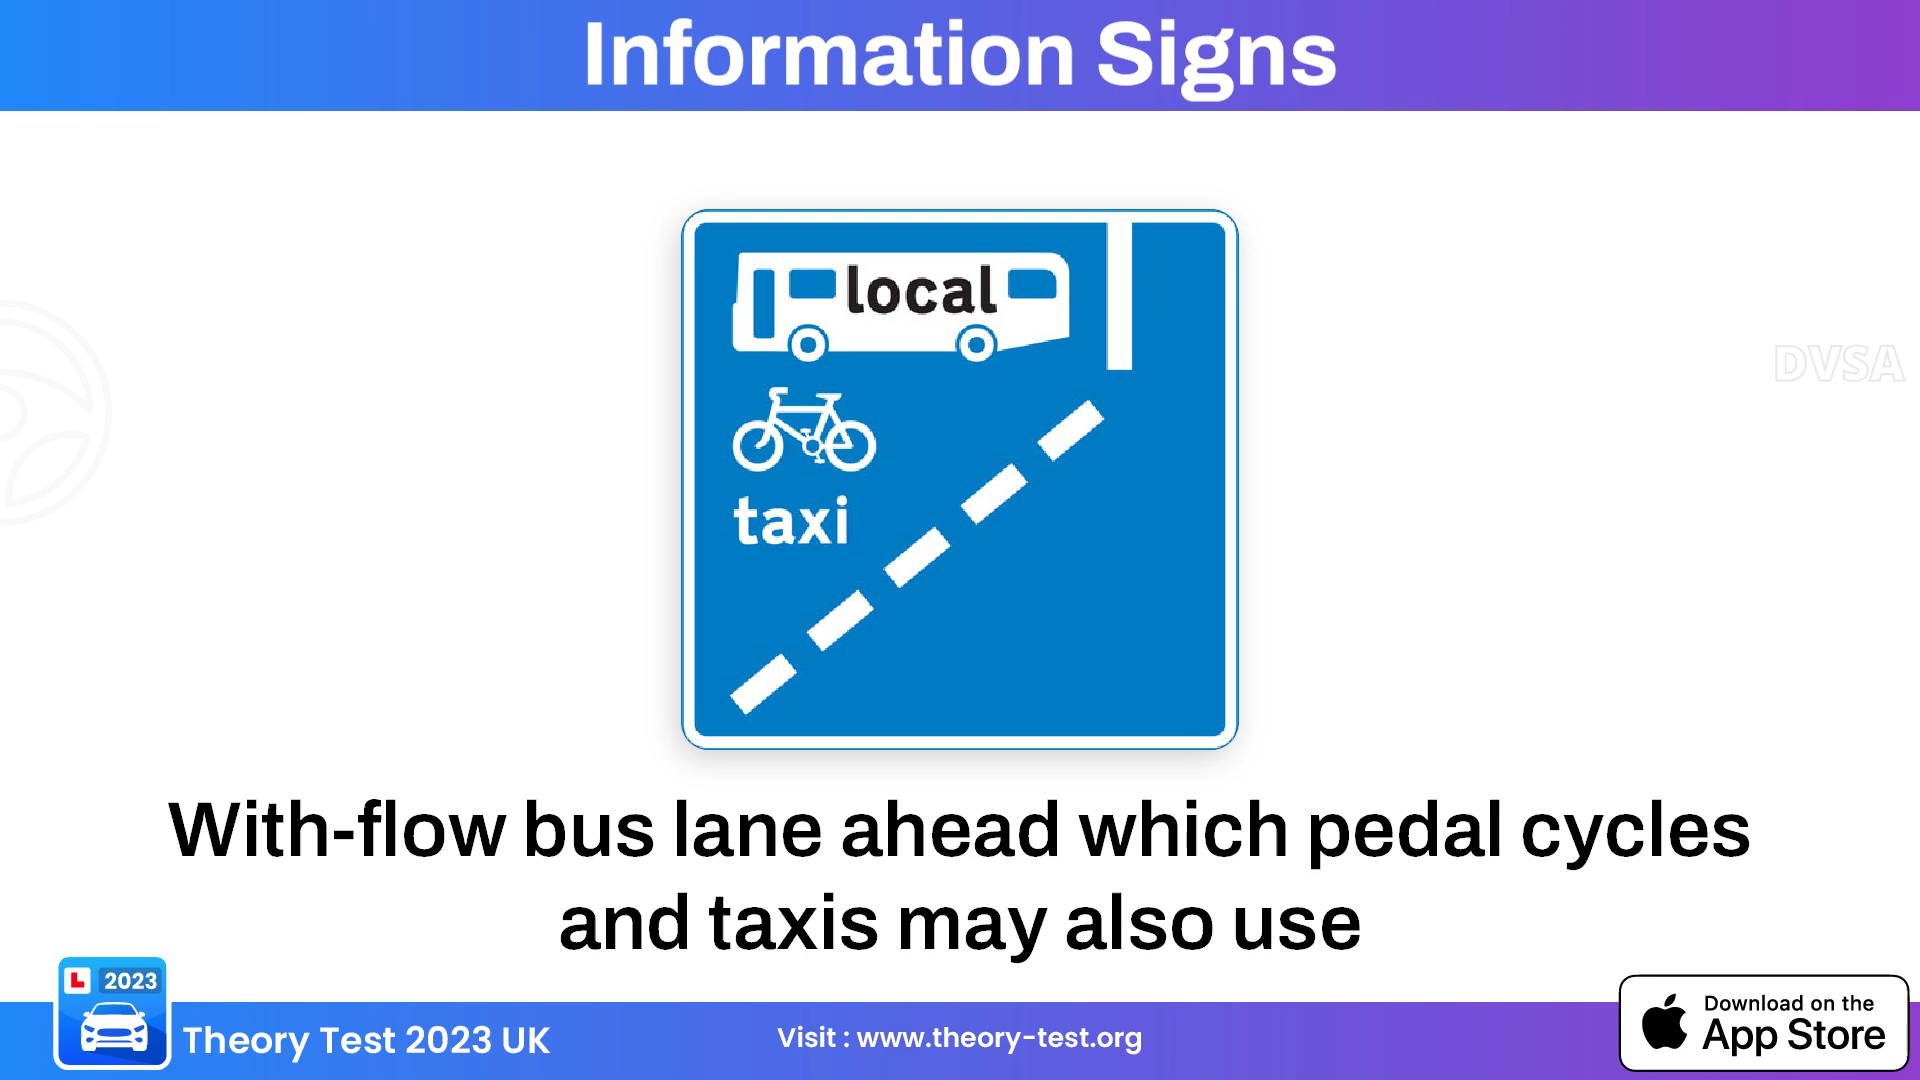 Information Signs
local
taxi
DVSA
With-flow bus lane ahead which pedal cycles
and taxis may also use
L 2023
Theory Test 2023 UK
Visit : www.theory-test.org
Download on the
App Store